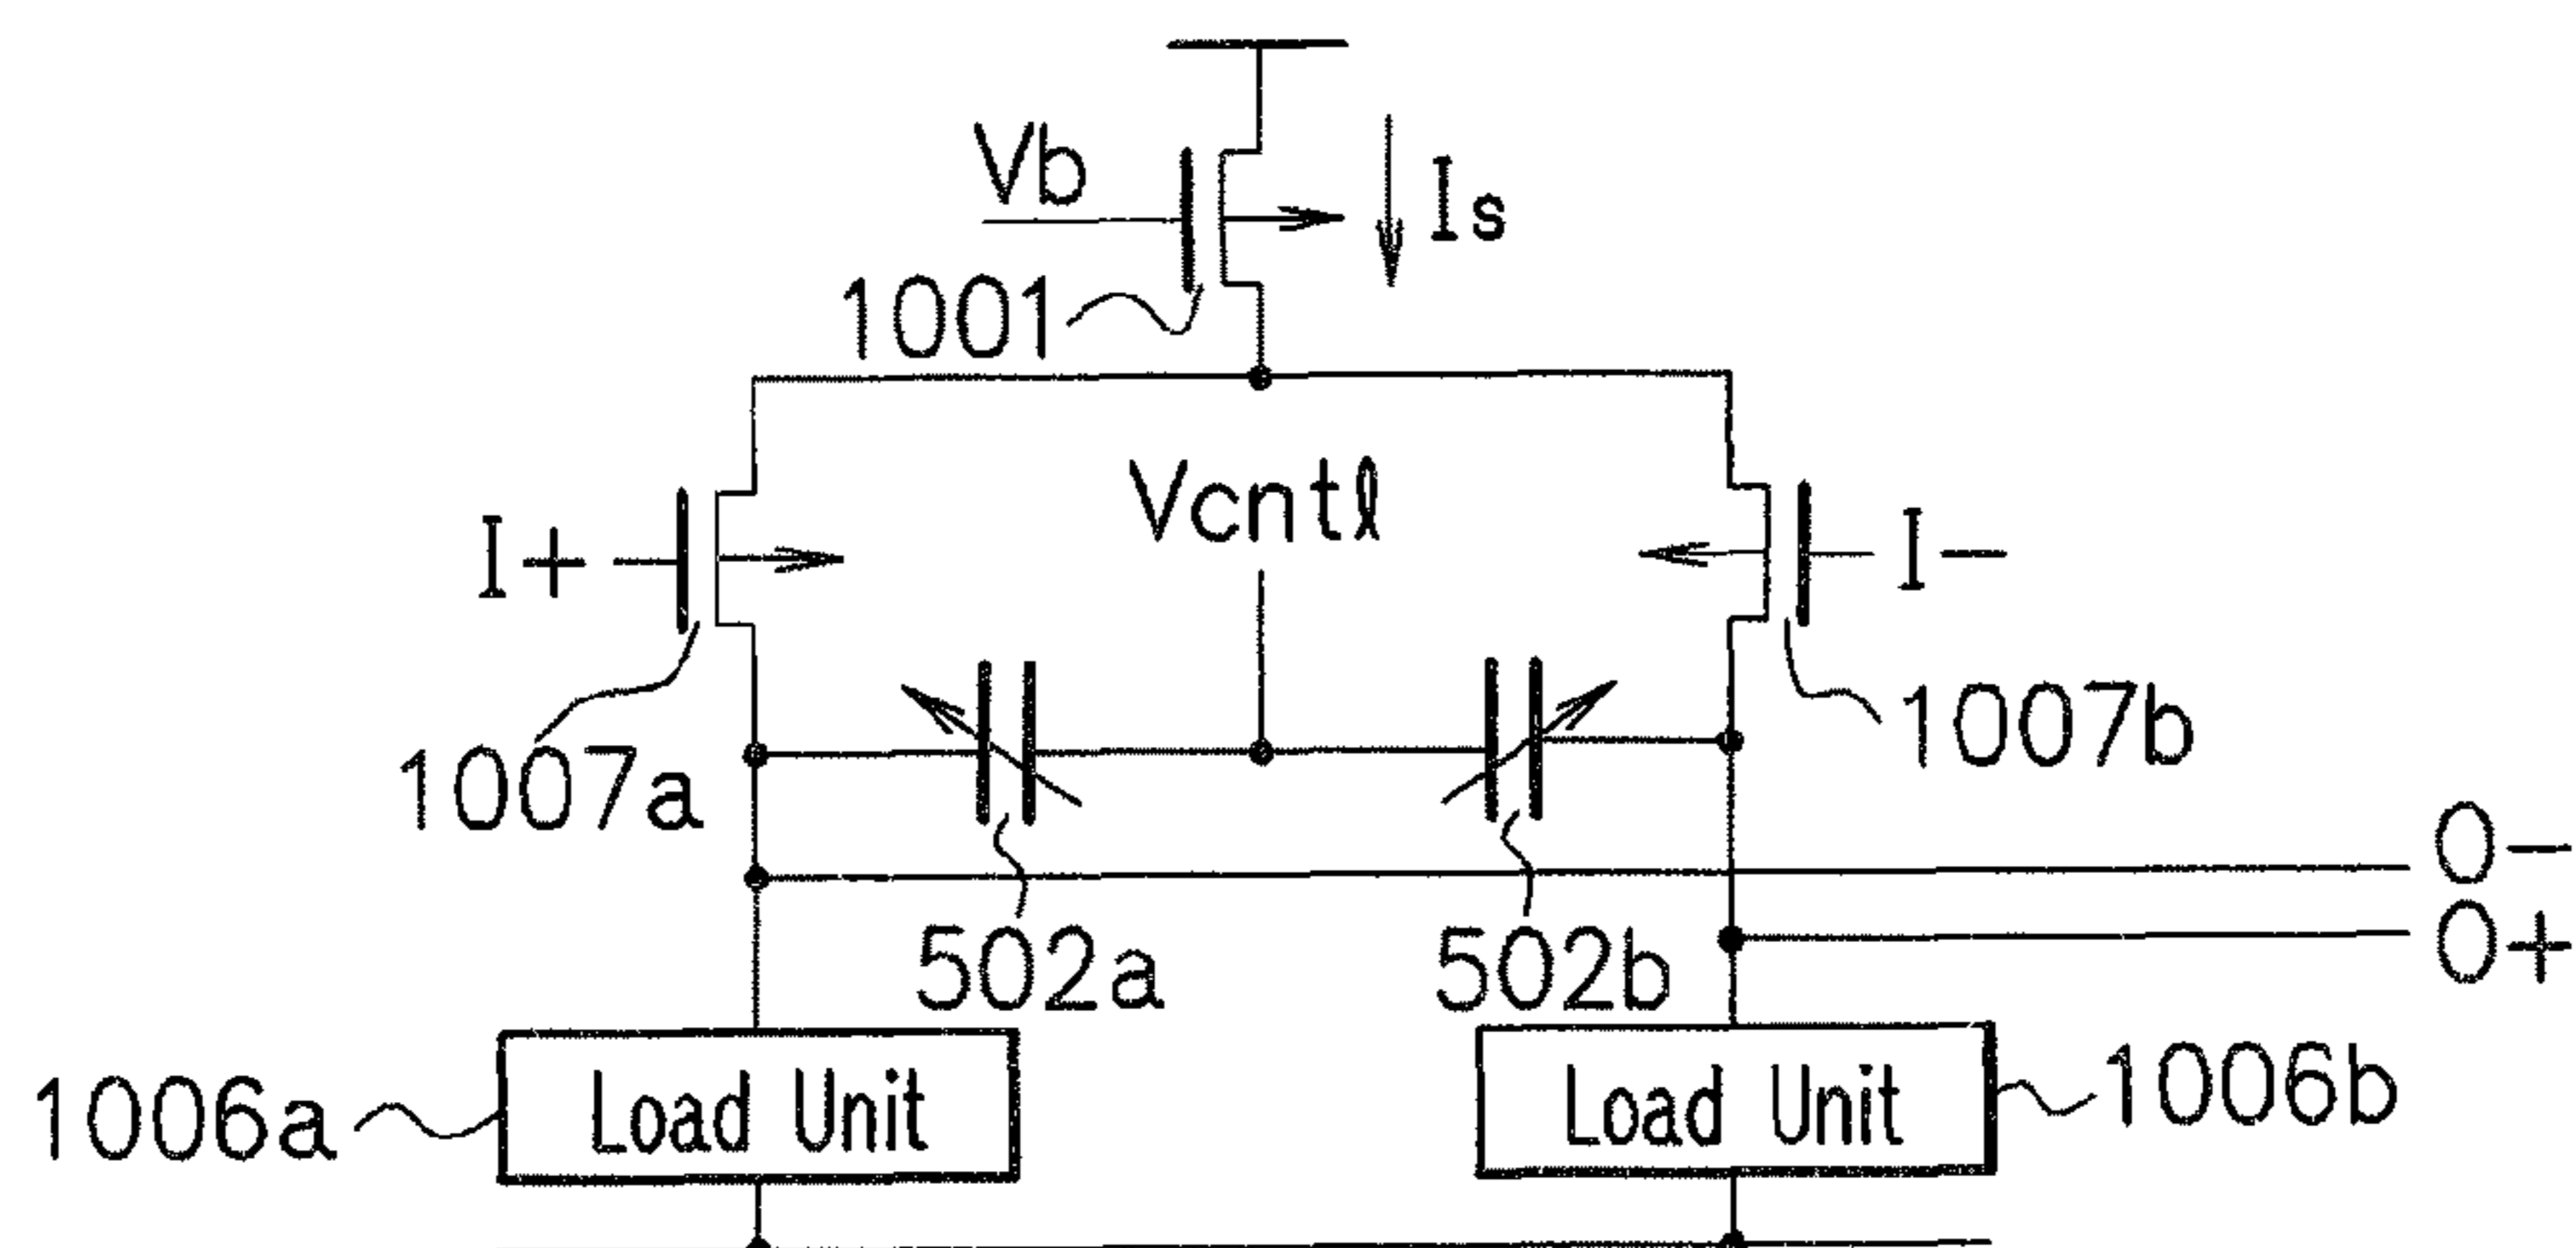 Vb
Is
1001
Vcntℓ
I+
I-
1007a
1007b
O-
O+
502a
502b
1006a
Load Unit
Load Unit
1006b